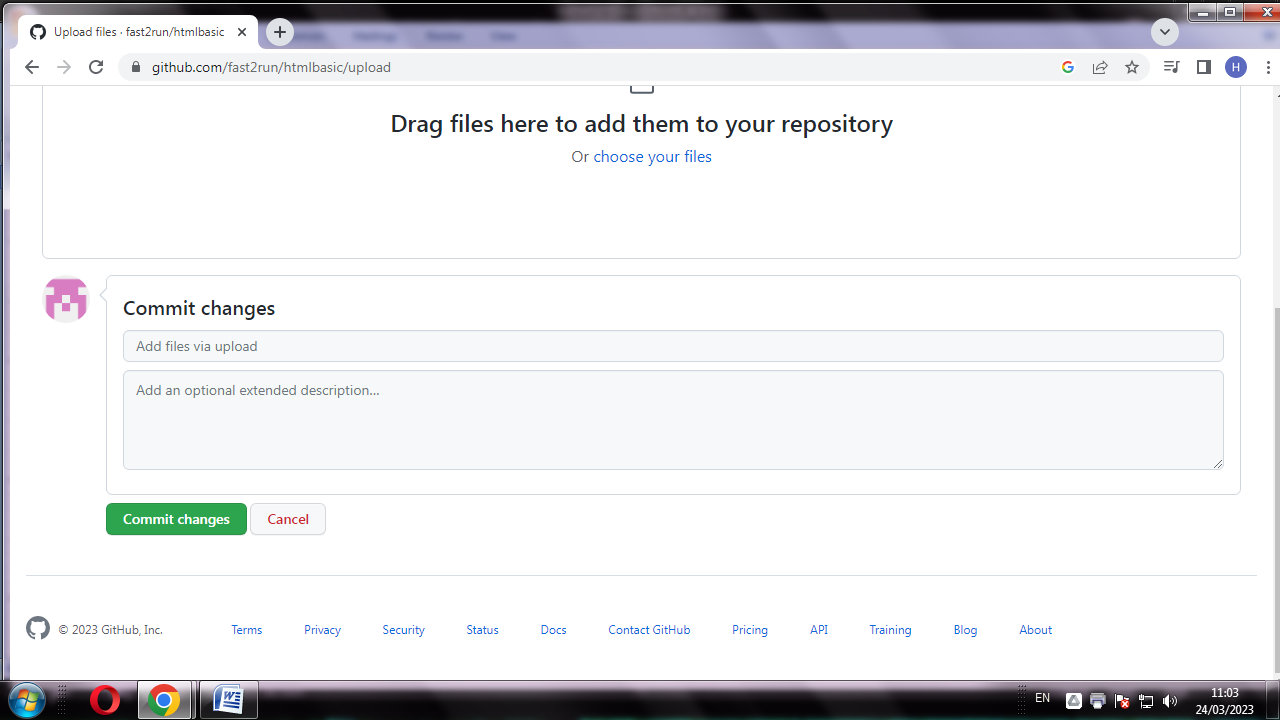 Upload files · fast2run/htmlbasic
github.com/fast2run/htmlbasic/upload
H
Drag files here to add them to your repository
Or choose your files
Commit changes
Add files via upload
Add an optional extended description…
Commit changes
Cancel
© 2023 GitHub, Inc.
Terms
Privacy
Security
Status
Docs
Contact GitHub
Pricing
API
Training
Blog
About
EN
11:03
24/03/2023